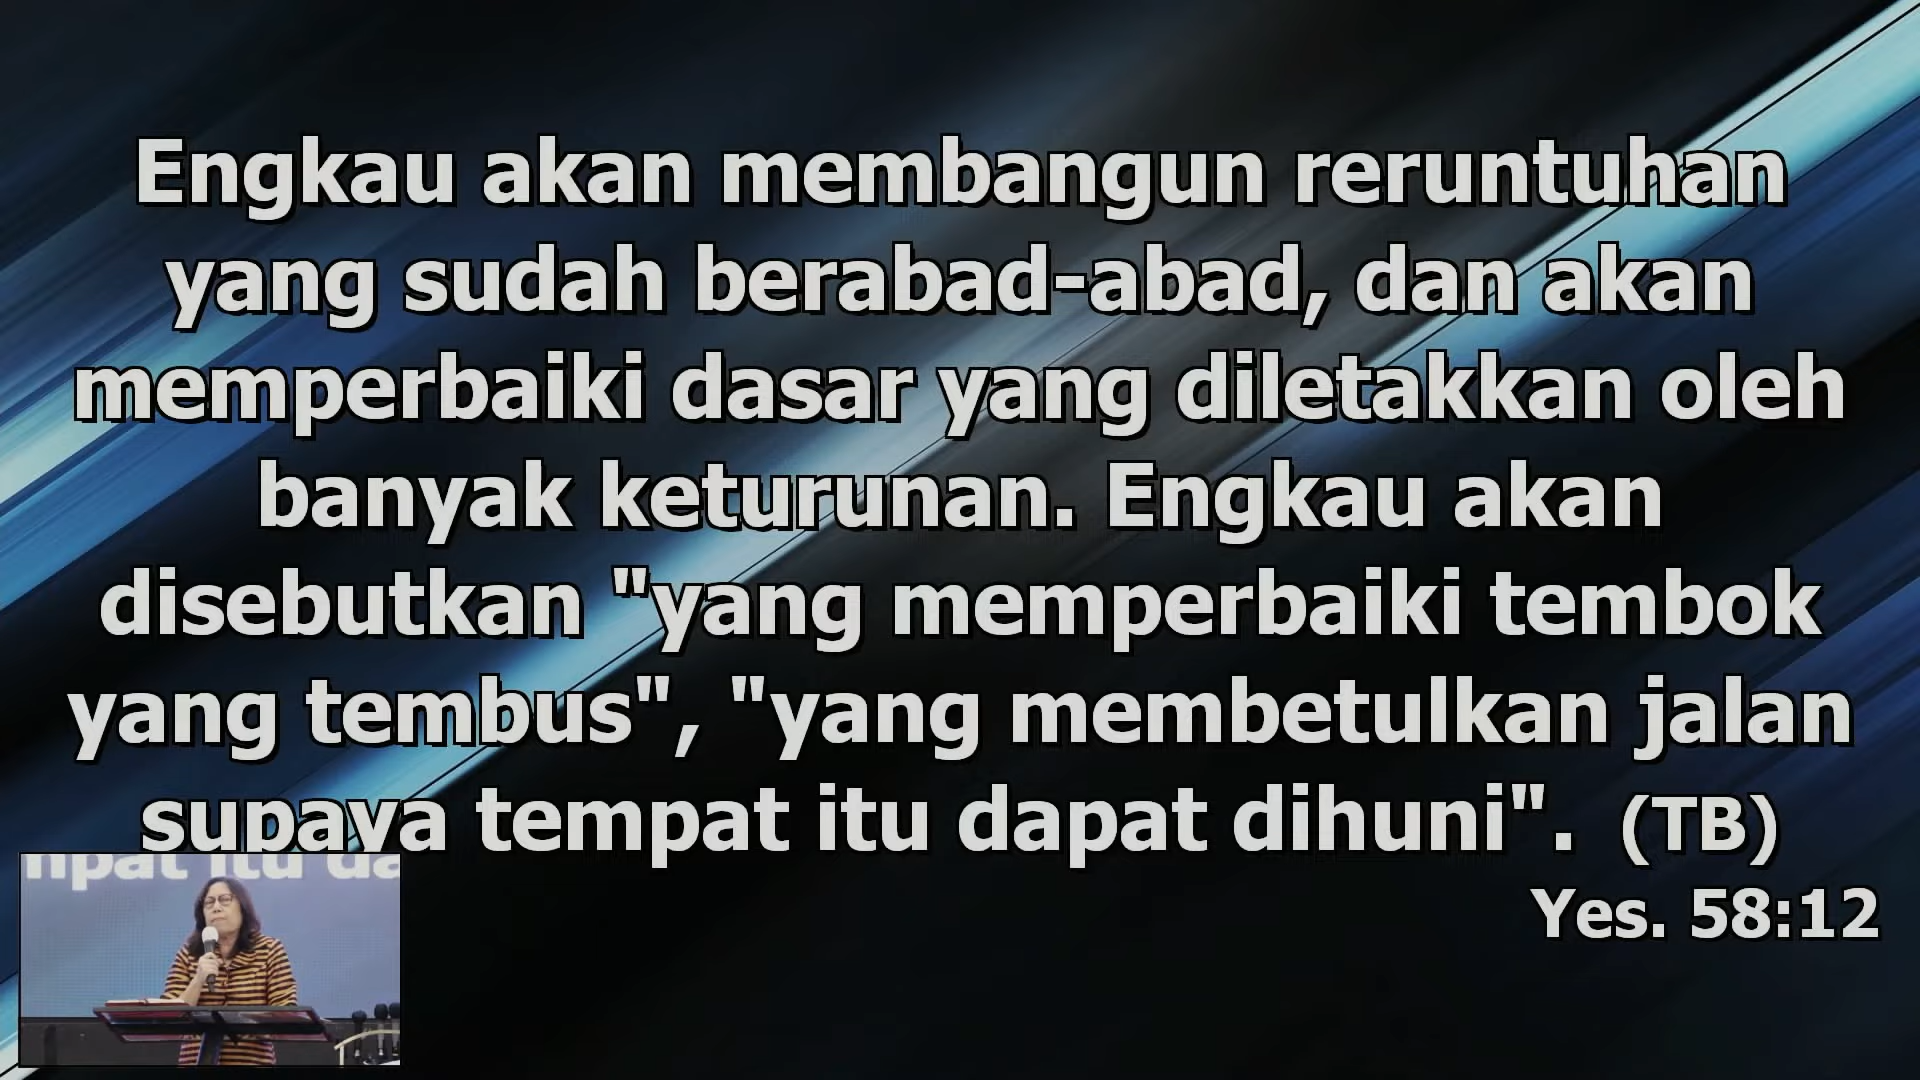 Engkau akan membangun reruntuhan
yang sudah berabad-abad, dan akan
memperbaiki dasar yang diletakkan oleh
banyak keturunan. Engkau akan
disebutkan "yang memperbaiki tembok
yang tembus", "yang membetulkan jalan
supaya tempat itu dapat dihuni". (TB)
Yes. 58:12